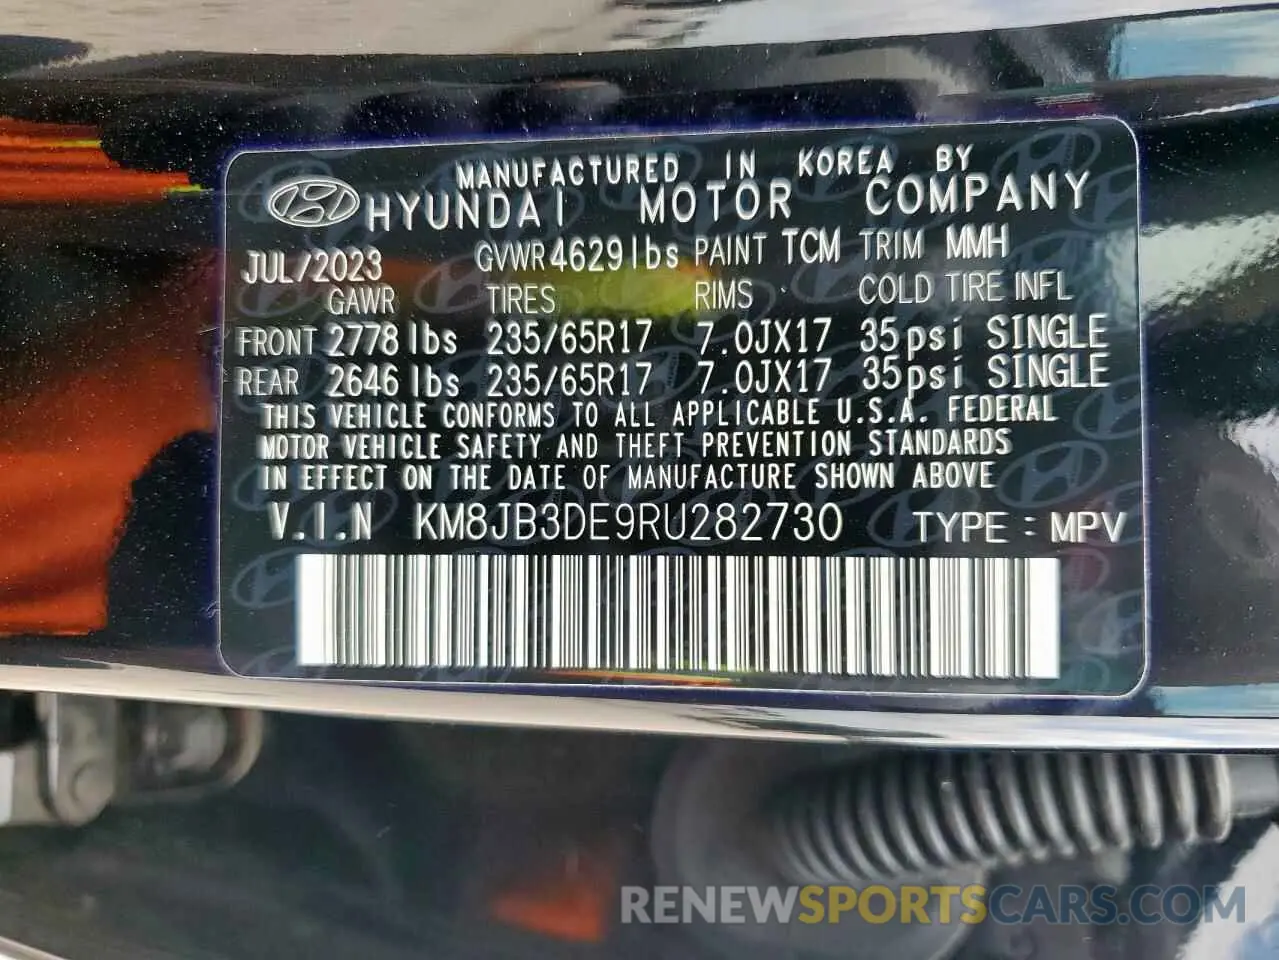 MANUFACTURED IN KOREA BY
HYUNDAI MOTOR COMPANY
JUL/2023 GVWR 4629lbs PAINT TCM TRIM MMH
GAWR TIRES RIMS COLD TIRE INFL
FRONT 2778lbs 235/65R17 7.0JX17 35psi SINGLE
REAR 2646lbs 235/65R17 7.0JX17 35psi SINGLE
THIS VEHICLE CONFORMS TO ALL APPLICABLE U.S.A. FEDERAL
MOTOR VEHICLE SAFETY AND THEFT PREVENTION STANDARDS
IN EFFECT ON THE DATE OF MANUFACTURE SHOWN ABOVE
V.I.N KM8JB3DE9RU282730 TYPE : MPV
RENEWSPORTSCARS.COM